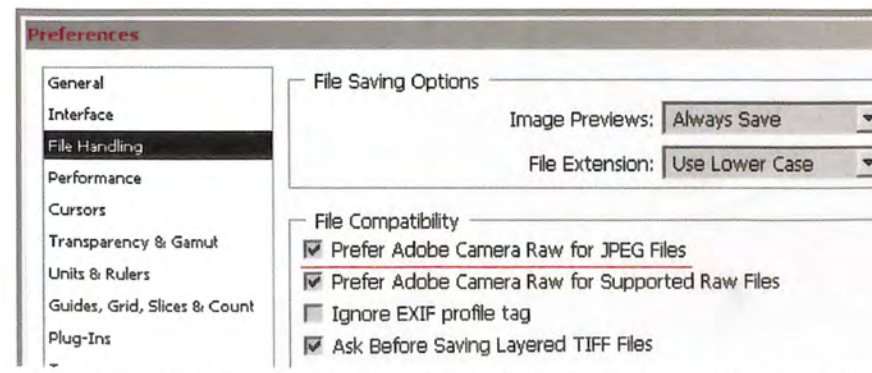 Preferences
General
Interface
File Handling
Performance
Cursors
Transparency & Gamut
Units & Rulers
Guides, Grid, Slices & Count
Plug-Ins
File Saving Options
Image Previews: Always Save
File Extension: Use Lower Case
File Compatibility
Prefer Adobe Camera Raw for JPEG Files
Prefer Adobe Camera Raw for Supported Raw Files
Ignore EXIF profile tag
Ask Before Saving Layered TIFF Files